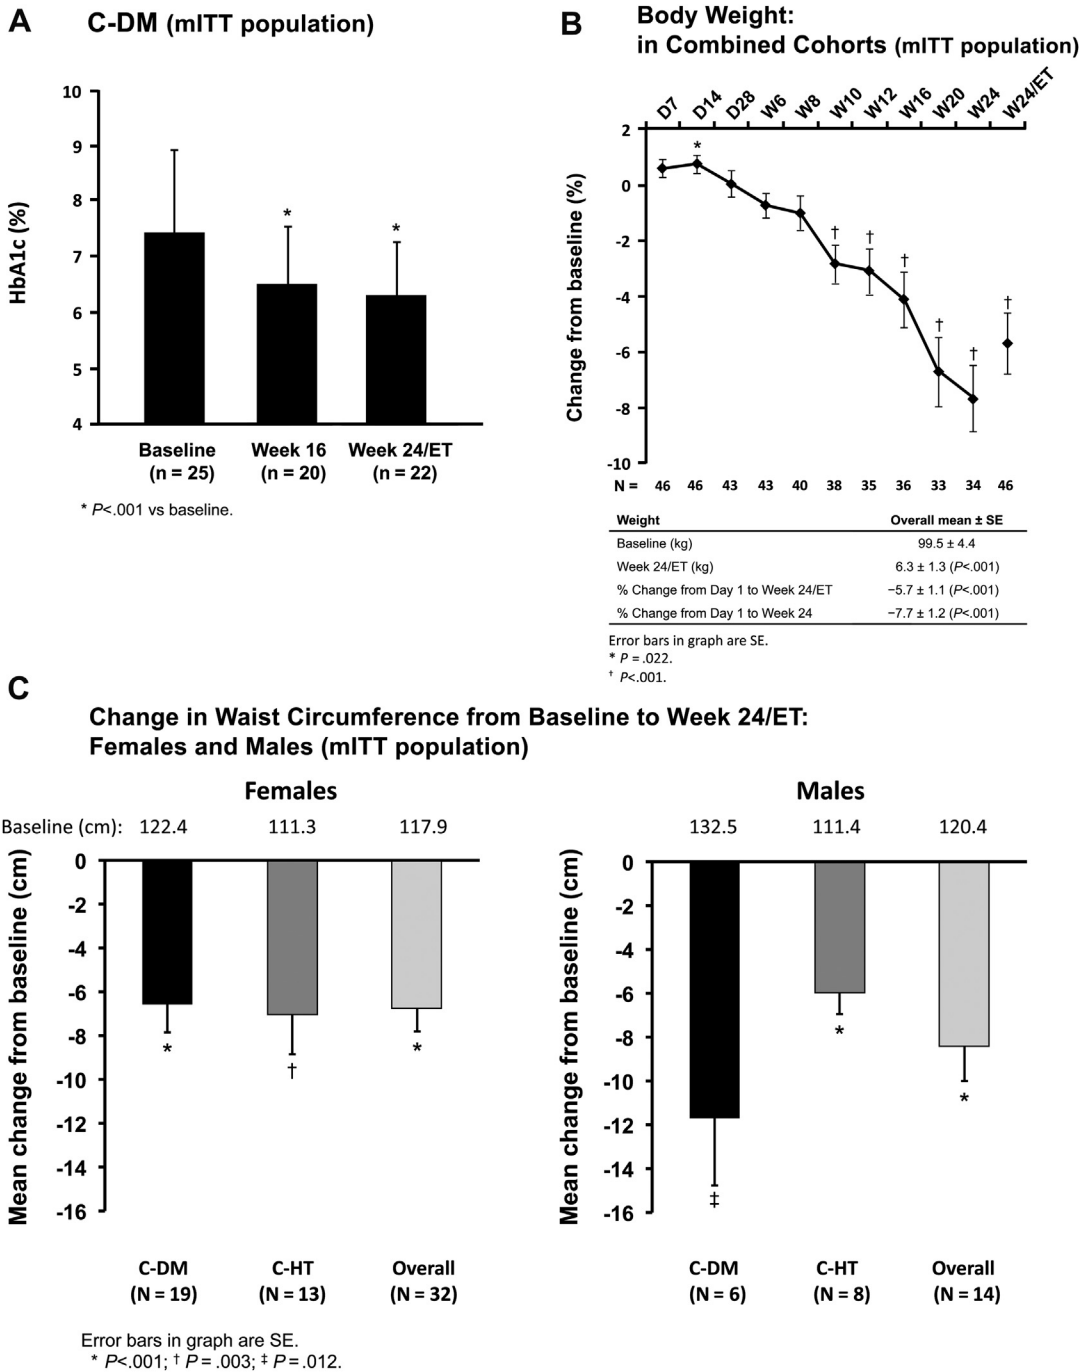 A
C-DM (mITT population)
10
9
8
7
6
5
4
HbA1c (%)
*
*
Baseline Week 16 Week 24/ET
(n = 25) (n = 20) (n = 22)
* P<.001 vs baseline.
B
Body Weight:
in Combined Cohorts (mITT population)
D7 D14 D28 W6 W8 W10 W12 W16 W20 W24 W24/ET
2
0
-2
-4
-6
-8
-10
Change from baseline (%)
*
† † † † † †
N = 46 46 43 43 40 38 35 36 33 34 46
Weight Overall mean ± SE
Baseline (kg) 99.5 ± 4.4
Week 24/ET (kg) 6.3 ± 1.3 (P<.001)
% Change from Day 1 to Week 24/ET −5.7 ± 1.1 (P<.001)
% Change from Day 1 to Week 24 −7.7 ± 1.2 (P<.001)
Error bars in graph are SE.
* P = .022.
† P<.001.
C
Change in Waist Circumference from Baseline to Week 24/ET:
Females and Males (mITT population)
Females
Baseline (cm): 122.4 111.3 117.9
0
-2
-4
-6
-8
-10
-12
-14
-16
Mean change from baseline (cm)
* † *
C-DM C-HT Overall
(N = 19) (N = 13) (N = 32)
Males
132.5 111.4 120.4
0
-2
-4
-6
-8
-10
-12
-14
-16
Mean change from baseline (cm)
‡ * *
C-DM C-HT Overall
(N = 6) (N = 8) (N = 14)
Error bars in graph are SE.
* P<.001; † P = .003; ‡ P = .012.